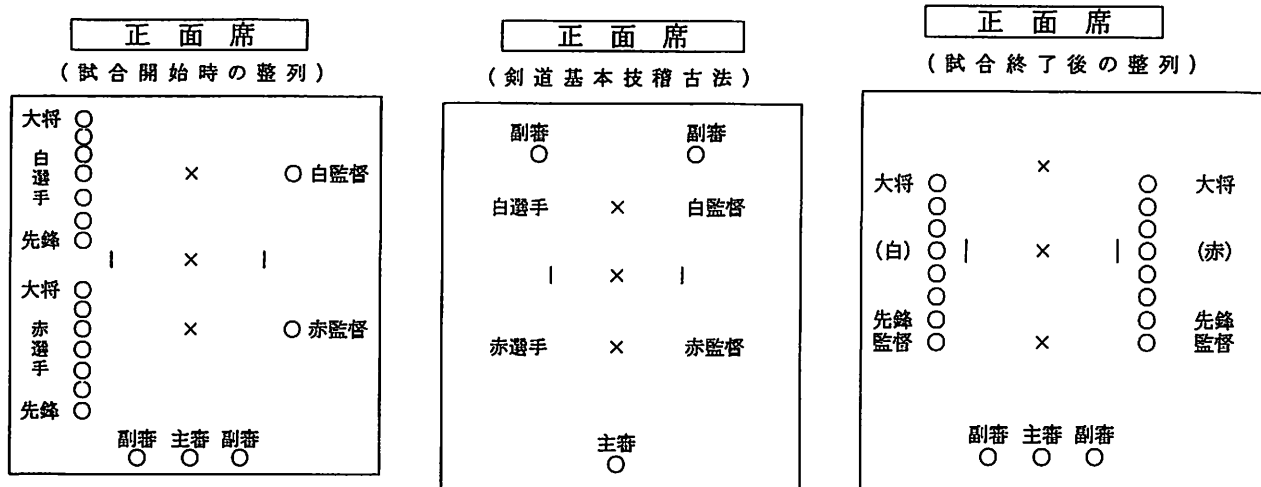 正面席
(試合開始時の整列)
大将
白選手
白監督
先鋒
大将
赤選手
赤監督
先鋒
副審 主審 副審
正面席
(剣道基本技稽古法)
副審 副審
白選手 白監督
赤選手 赤監督
主審
正面席
(試合終了後の整列)
大将 大将
(白) (赤)
先鋒 先鋒
監督 監督
副審 主審 副審